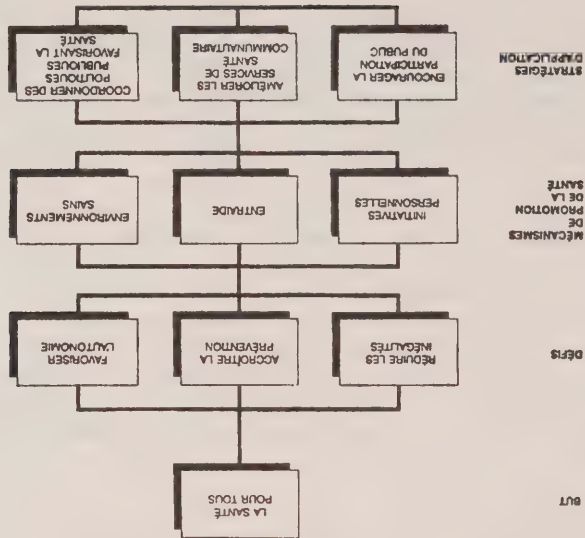 BUT
LA SANTÉ
POUR TOUS
DÉFIS
RÉDUIRE LES
INÉGALITÉS
ACCROÎTRE LA
PRÉVENTION
FAVORISER
L'AUTONOMIE
MÉCANISMES
DE
PROMOTION
DE LA
SANTÉ
INITIATIVES
PERSONNELLES
ENTRAIDE
ENVIRONNEMENTS
SAINS
STRATÉGIES
D'APPLICATION
ENCOURAGER LA
PARTICIPATION
DU PUBLIC
AMÉLIORER LES
SERVICES DE
SANTÉ
COMMUNAUTAIRE
COORDONNER DES
POLITIQUES
PUBLIQUES
FAVORISANT LA
SANTÉ